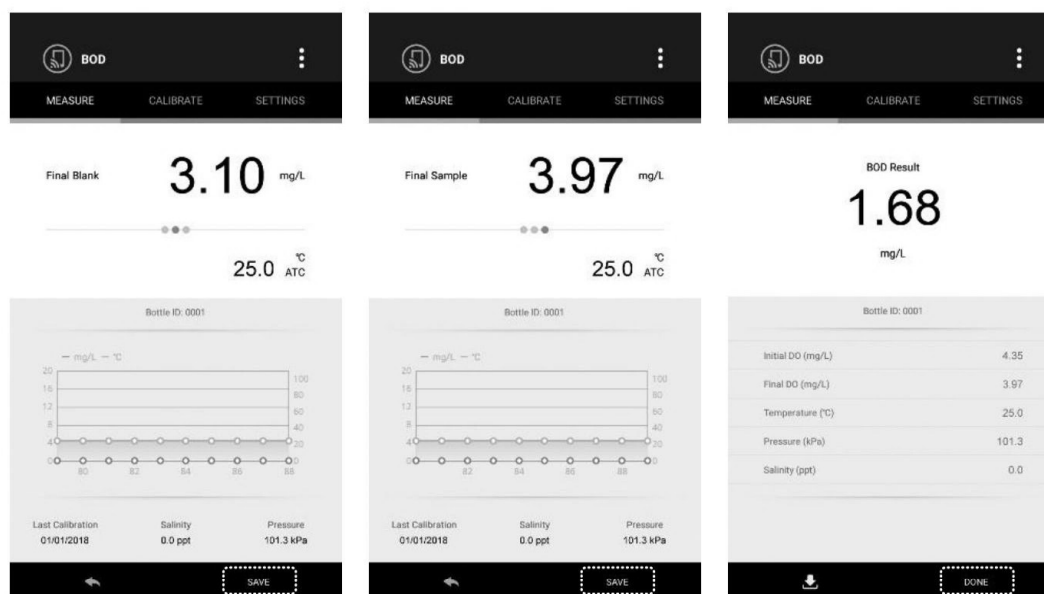 BOD
MEASURE CALIBRATE SETTINGS
Final Blank 3.10 mg/L
°C
25.0 ATC
Bottle ID: 0001
mg/L °C
20
16
12
8
4
0
100
80
60
40
20
0
80 82 84 86 88
Last Calibration Salinity Pressure
01/01/2018 0.0 ppt 101.3 kPa
SAVE
BOD
MEASURE CALIBRATE SETTINGS
Final Sample 3.97 mg/L
°C
25.0 ATC
Bottle ID: 0001
mg/L °C
20
16
12
8
4
0
100
80
60
40
20
0
82 84 86 88
Last Calibration Salinity Pressure
01/01/2018 0.0 ppt 101.3 kPa
SAVE
BOD
MEASURE CALIBRATE SETTINGS
BOD Result
1.68
mg/L
Bottle ID: 0001
Initial DO (mg/L) 4.35
Final DO (mg/L) 3.97
Temperature (°C) 25.0
Pressure (kPa) 101.3
Salinity (ppt) 0.0
DONE